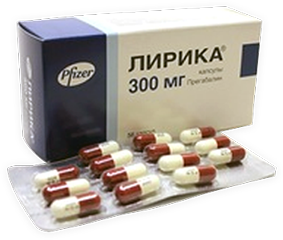 Pfizer
ЛИРИКА®
300 мг
капсулы
Прегабалин